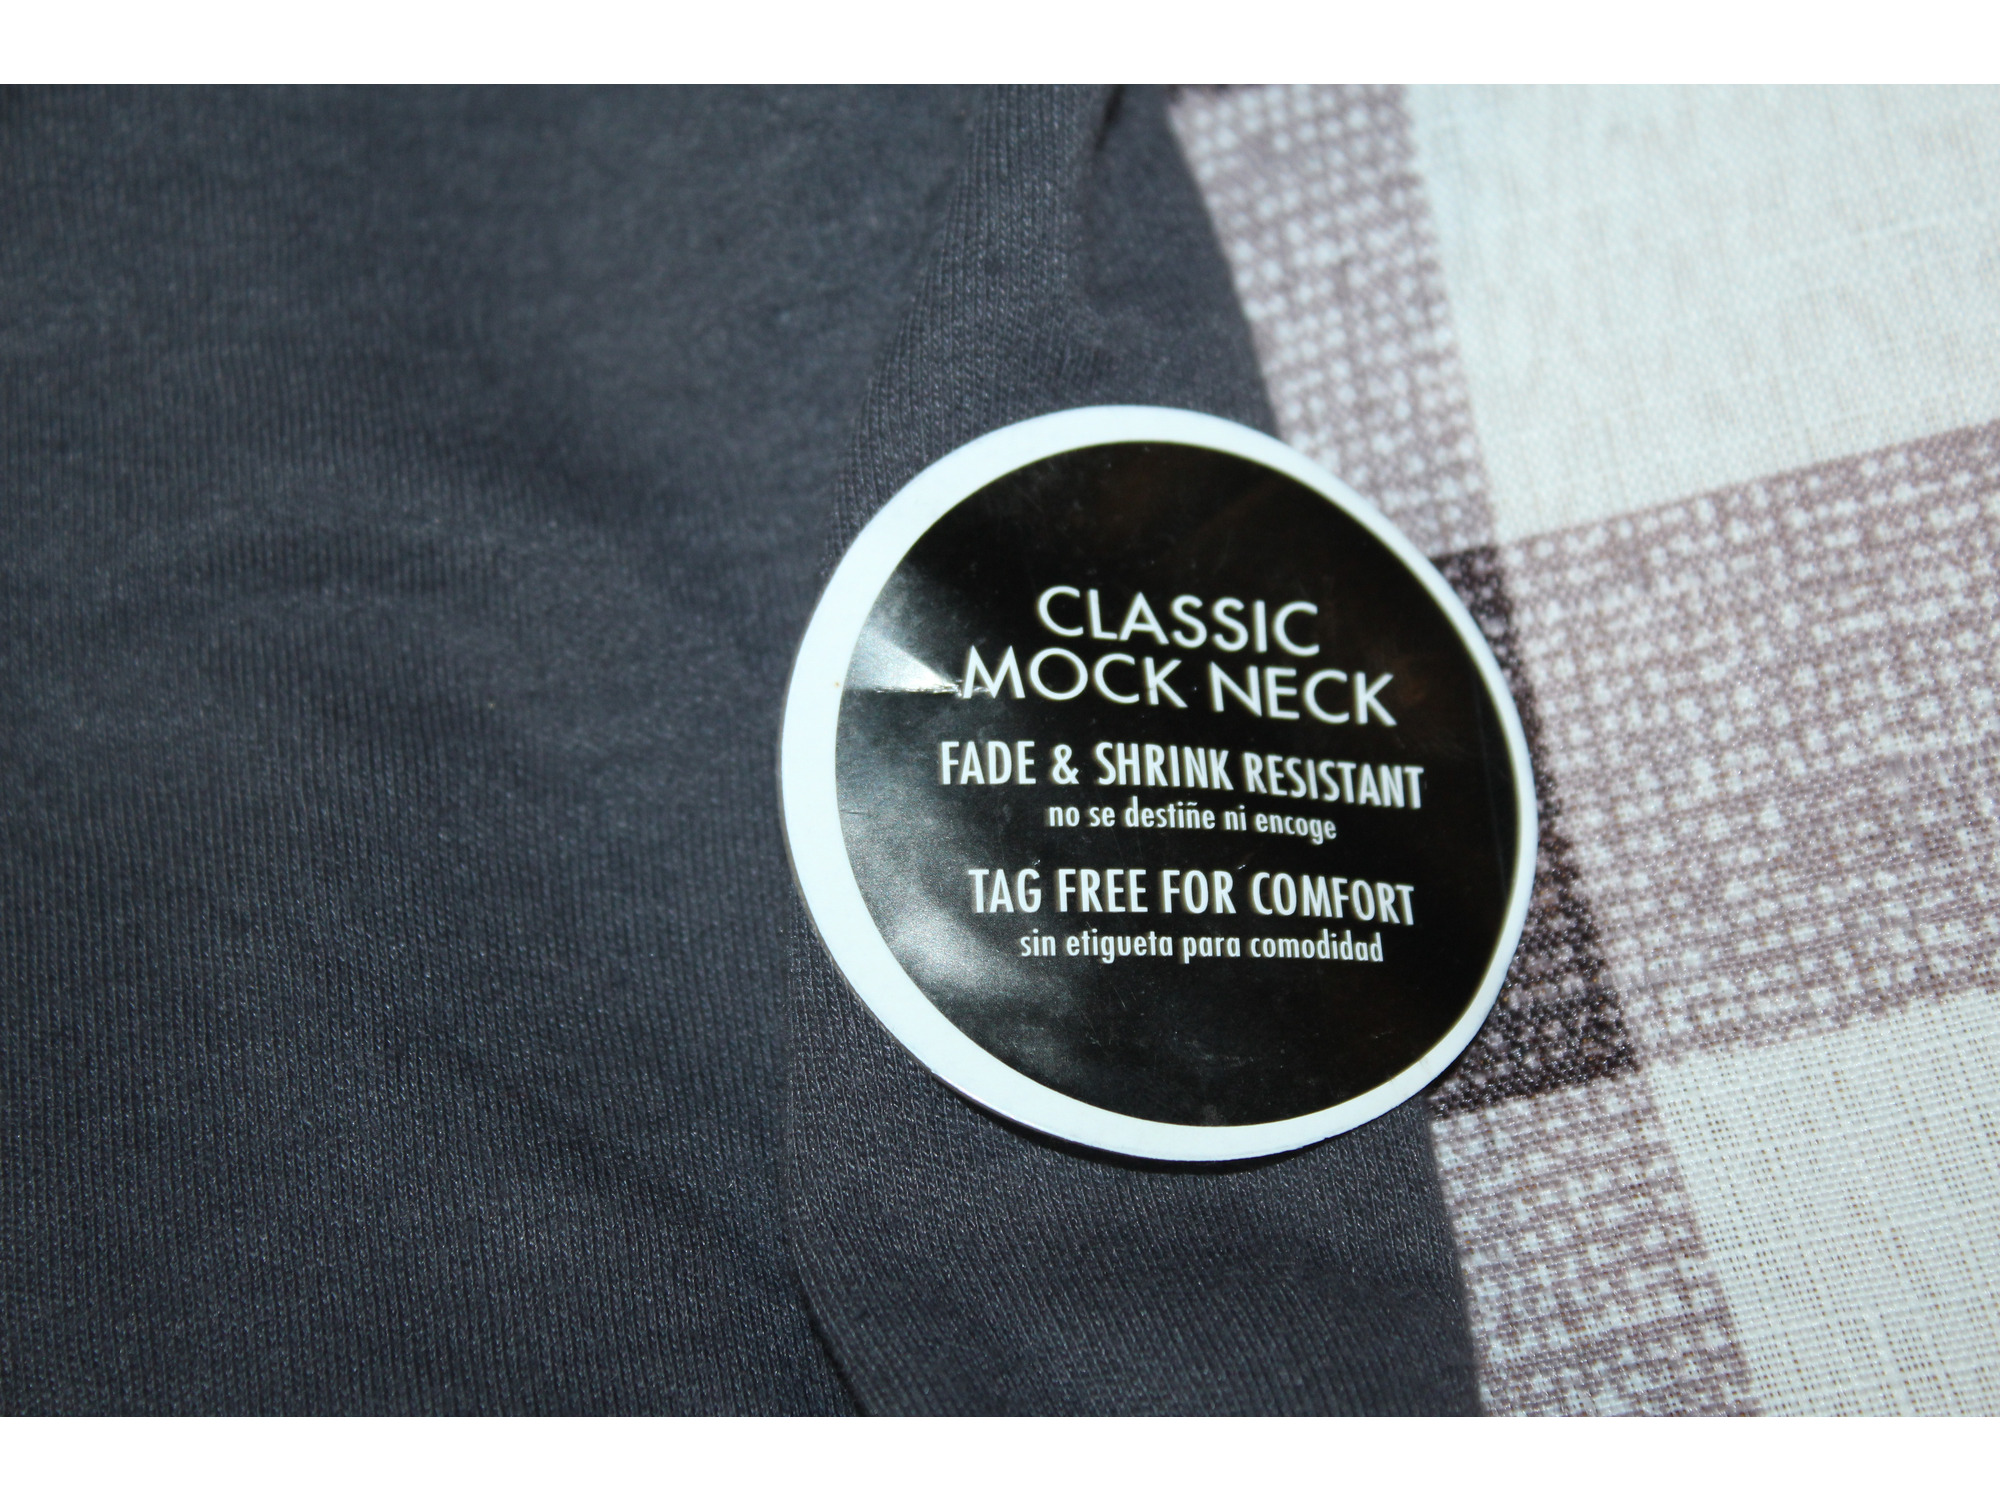 CLASSIC
MOCK NECK
FADE & SHRINK RESISTANT
no se destiñe ni encoge
TAG FREE FOR COMFORT
sin etigueta para comodidad